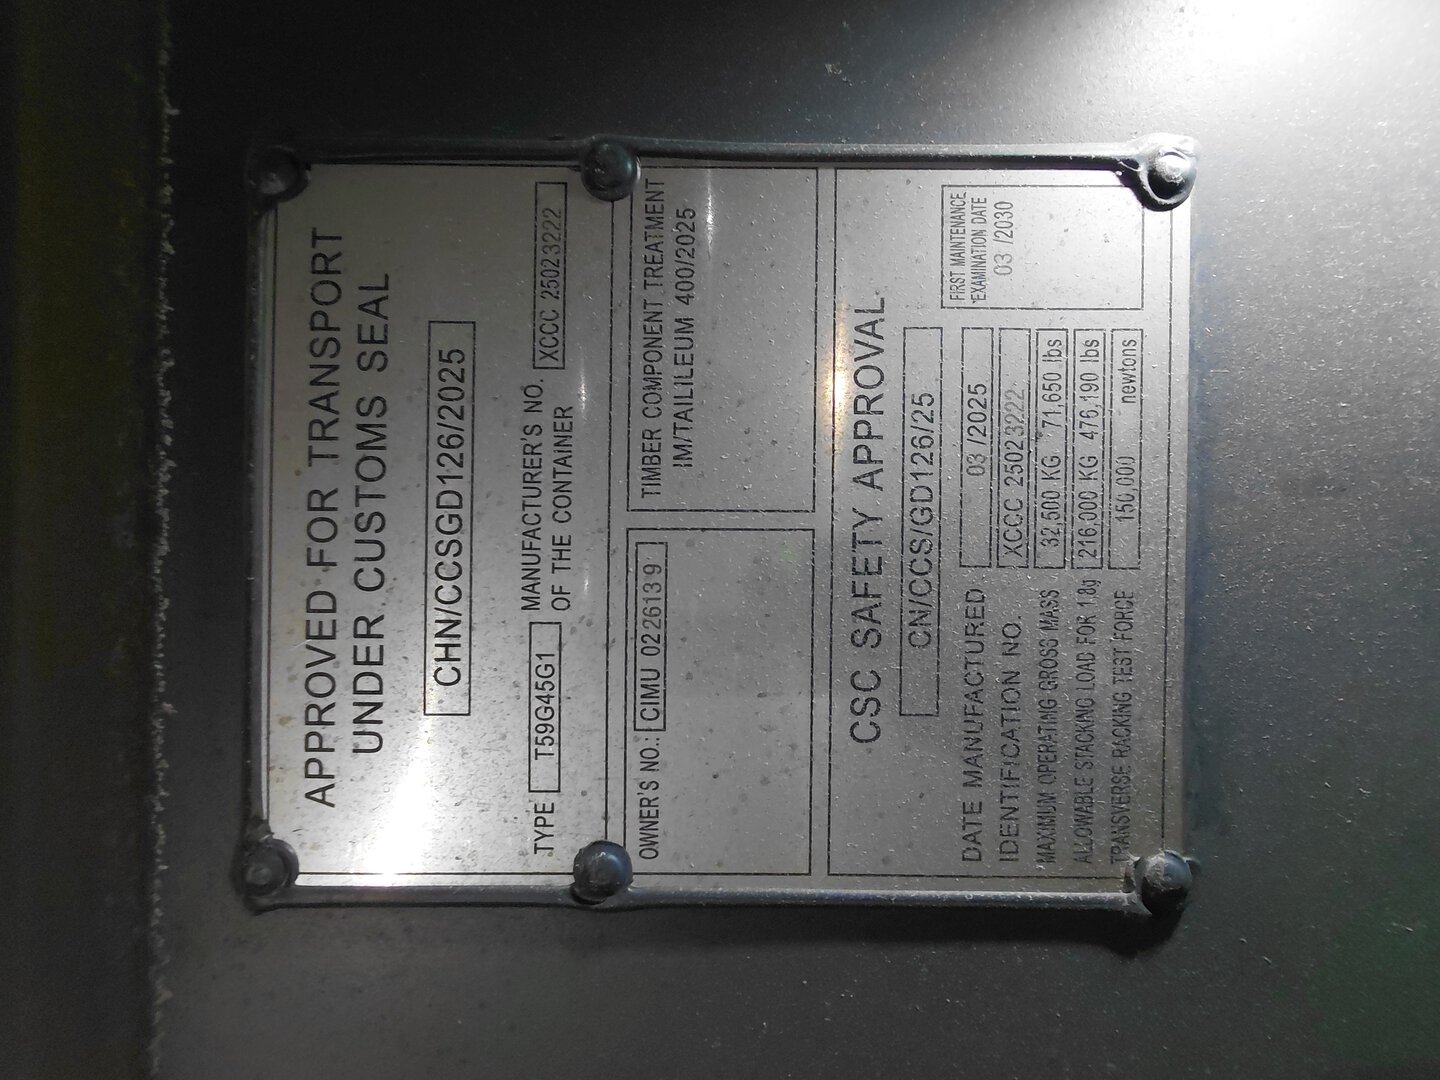 APPROVED FOR TRANSPORT
UNDER CUSTOMS SEAL
CHN/CCSGD126/2025
TYPE T59G45G1 MANUFACTURER'S NO. OF THE CONTAINER XCCC 25023222
OWNER'S NO.: CIMU 022613 9
TIMBER COMPONENT TREATMENT
IM/TAILILEUM 400/2025
CSC SAFETY APPROVAL
CN/CCS/GD126/25
DATE MANUFACTURED 03 /2025
IDENTIFICATION NO. XCCC 25023222
MAXIMUM OPERATING GROSS MASS 32,500 KG 71,650 lbs
ALLOWABLE STACKING LOAD FOR 1.8g 216,000 KG 476,190 lbs
TRANSVERSE RACKING TEST FORCE 150,000 newtons
FIRST MAINTENANCE
EXAMINATION DATE
03 /2030